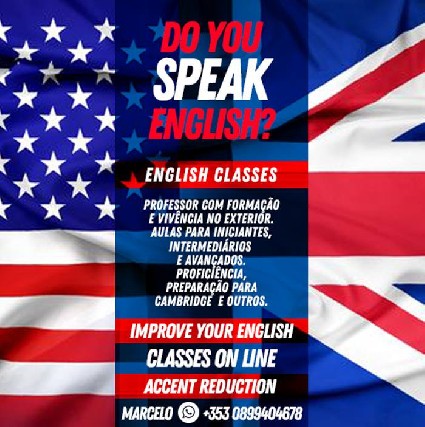 DO YOU
SPEAK
ENGLISH?
ENGLISH CLASSES
PROFESSOR COM FORMAÇÃO
E VIVÊNCIA NO EXTERIOR.
AULAS PARA INICIANTES,
INTERMEDIÁRIOS
E AVANÇADOS.
PROFICIÊNCIA,
PREPARAÇÃO PARA
CAMBRIDGE E OUTROS.
IMPROVE YOUR ENGLISH
CLASSES ON LINE
ACCENT REDUCTION
MARCELO +353 0899404678